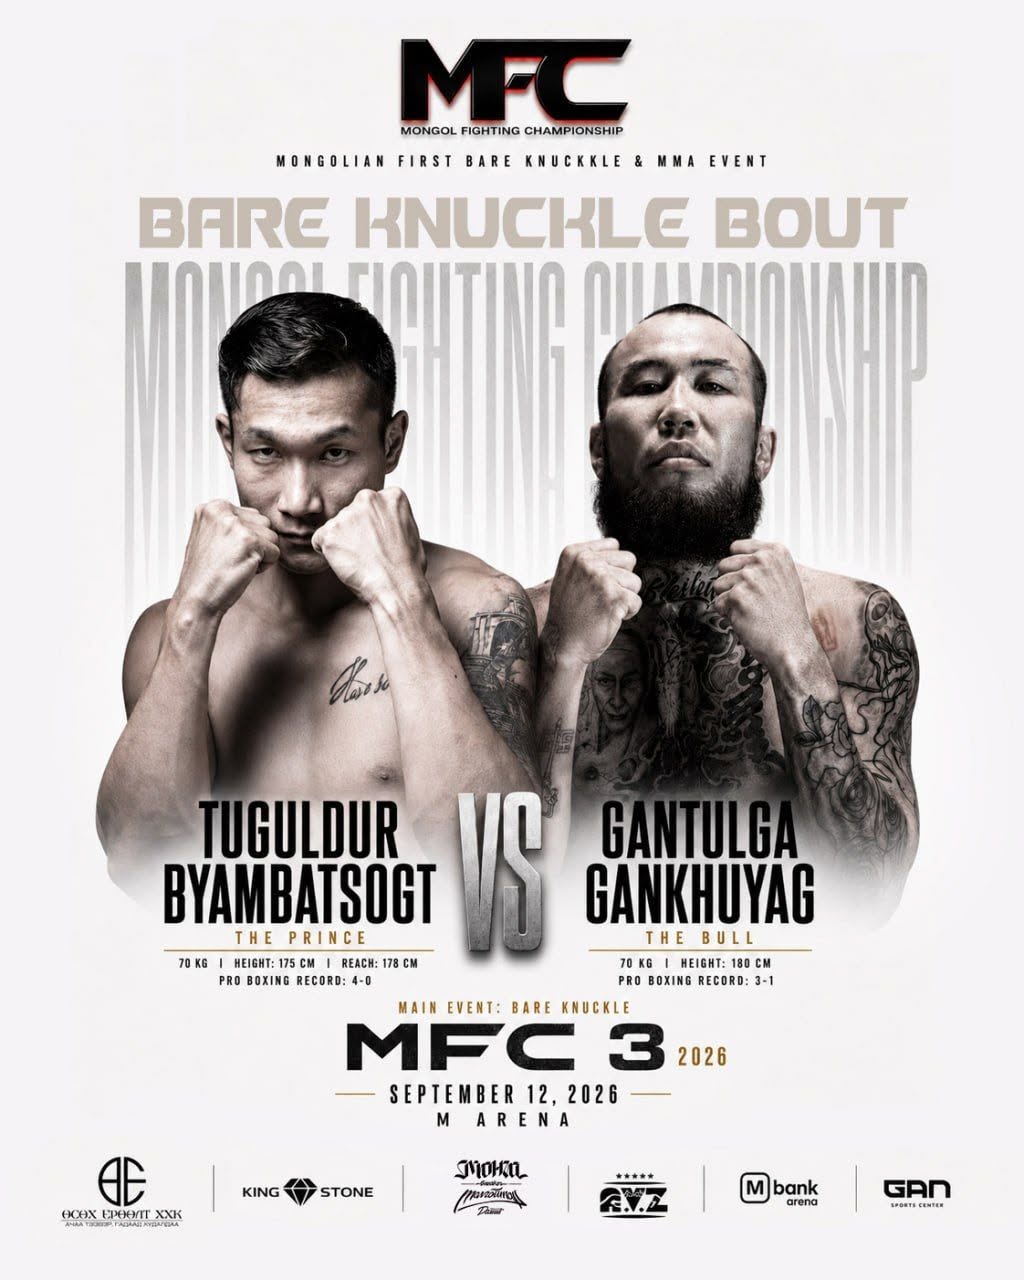 MFC
MONGOL FIGHTING CHAMPIONSHIP
MONGOLIAN FIRST BARE KNUCKKLE & MMA EVENT
BARE KNUCKLE BOUT
MONGOL FIGHTING CHAMPIONSHIP
TUGULDUR
BYAMBATSOGT
THE PRINCE
70 KG | HEIGHT: 175 CM | REACH: 178 CM
PRO BOXING RECORD: 4-0
VS
GANTULGA
GANKHUYAG
THE BULL
70 KG | HEIGHT: 180 CM
PRO BOXING RECORD: 3-1
MAIN EVENT: BARE KNUCKLE
MFC 3 2026
SEPTEMBER 12, 2026
M ARENA
ӨСӨХ ЕРӨӨЛТ ХХК
KING STONE
M bank
arena
GAN
SPORTS CENTER